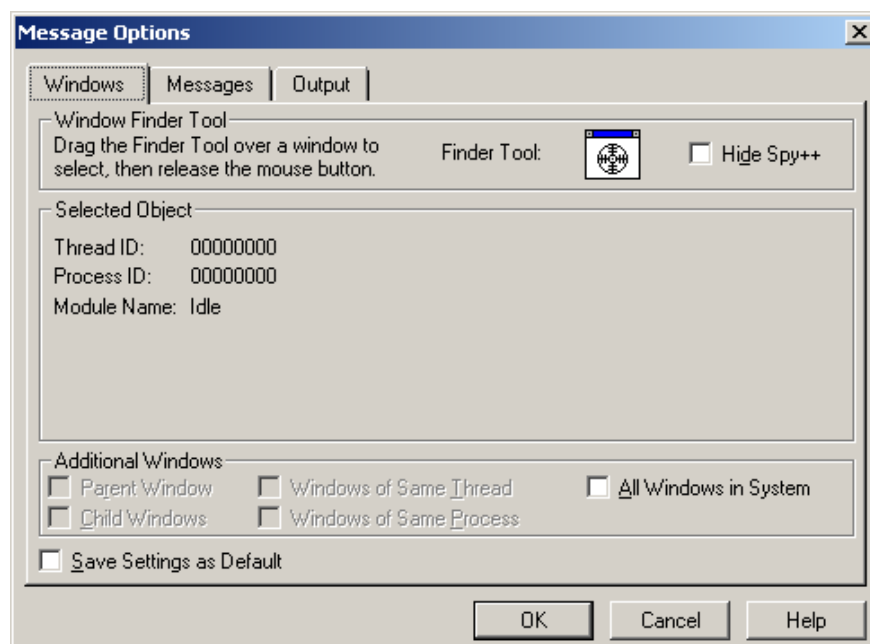 Message Options
Windows Messages Output
Window Finder Tool
Drag the Finder Tool over a window to
select, then release the mouse button.
Finder Tool:
Hide Spy++
Selected Object
Thread ID: 00000000
Process ID: 00000000
Module Name: Idle
Additional Windows
Parent Window Windows of Same Thread All Windows in System
Child Windows Windows of Same Process
Save Settings as Default
OK Cancel Help